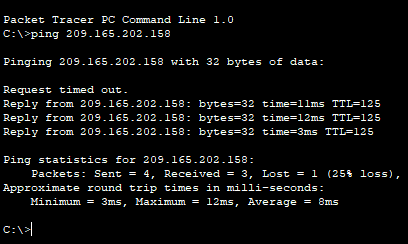 Packet Tracer PC Command Line 1.0
C:\>ping 209.165.202.158
Pinging 209.165.202.158 with 32 bytes of data:
Request timed out.
Reply from 209.165.202.158: bytes=32 time=11ms TTL=125
Reply from 209.165.202.158: bytes=32 time=12ms TTL=125
Reply from 209.165.202.158: bytes=32 time=3ms TTL=125
Ping statistics for 209.165.202.158:
Packets: Sent = 4, Received = 3, Lost = 1 (25% loss),
Approximate round trip times in milli-seconds:
Minimum = 3ms, Maximum = 12ms, Average = 8ms
C:\>